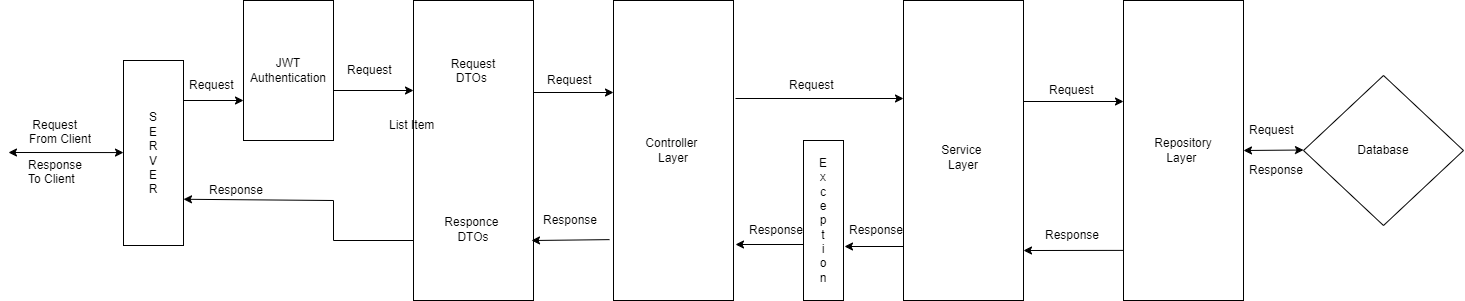 Request
From Client
Response
To Client
S
E
R
V
E
R
Request
Response
JWT
Authentication
Request
List Item
Request
DTOs
Responce
DTOs
Request
Response
Controller
Layer
Request
Response
E
x
c
e
p
t
i
o
n
Response
Service
Layer
Request
Response
Repository
Layer
Request
Response
Database